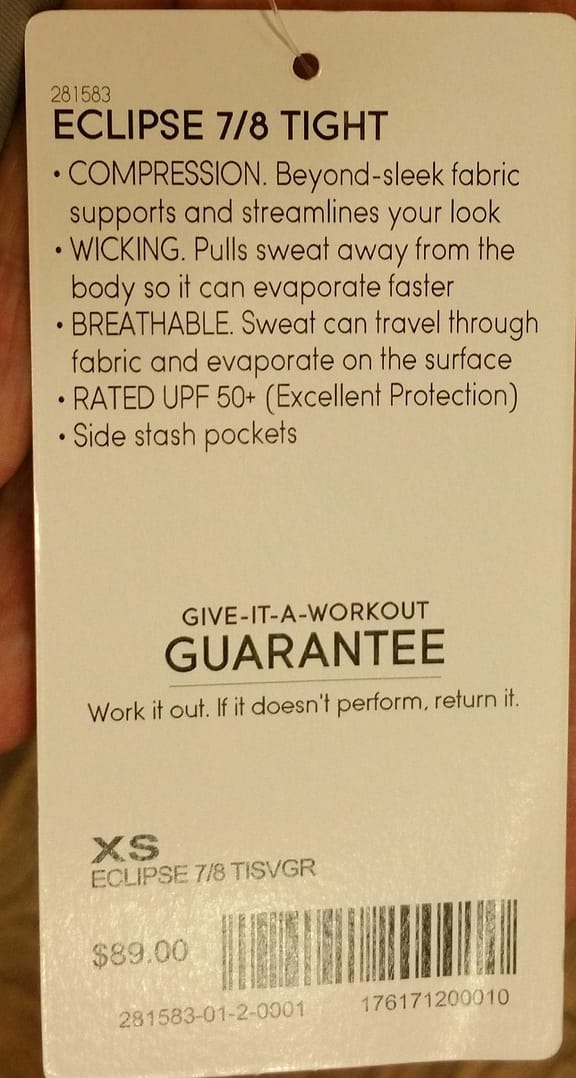 281583
ECLIPSE 7/8 TIGHT
• COMPRESSION. Beyond-sleek fabric
supports and streamlines your look
• WICKING. Pulls sweat away from the
body so it can evaporate faster
• BREATHABLE. Sweat can travel through
fabric and evaporate on the surface
• RATED UPF 50+ (Excellent Protection)
• Side stash pockets
GIVE-IT-A-WORKOUT
GUARANTEE
Work it out. If it doesn't perform, return it.
XS
ECLIPSE 7/8 TISVGR
$89.00
281583-01-2-0001 176171200010